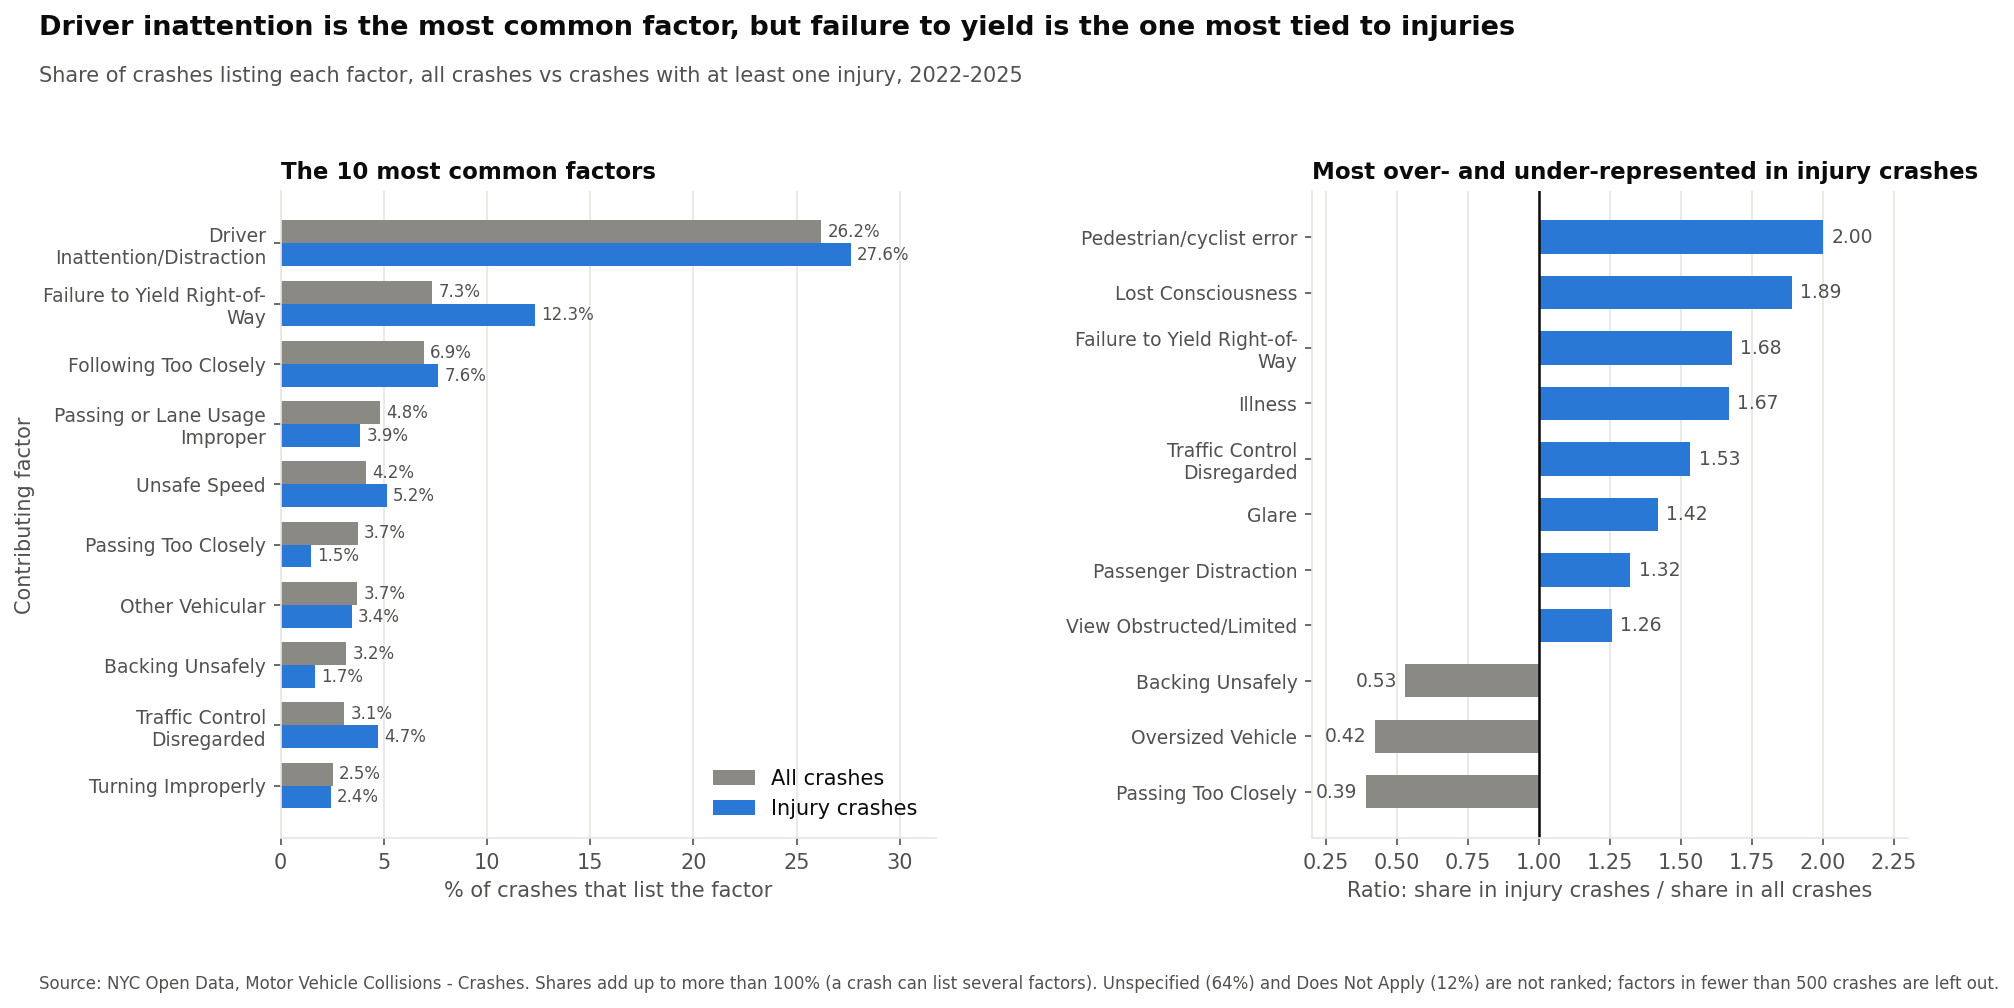 Driver inattention is the most common factor, but failure to yield is the one most tied to injuries
Share of crashes listing each factor, all crashes vs crashes with at least one injury, 2022-2025
The 10 most common factors
Contributing factor
Driver
Inattention/Distraction
26.2%
27.6%
Failure to Yield Right-of-
Way
7.3%
12.3%
Following Too Closely
6.9%
7.6%
Passing or Lane Usage
Improper
4.8%
3.9%
Unsafe Speed
4.2%
5.2%
Passing Too Closely
3.7%
1.5%
Other Vehicular
3.7%
3.4%
Backing Unsafely
3.2%
1.7%
Traffic Control
Disregarded
3.1%
4.7%
Turning Improperly
2.5%
2.4%
All crashes
Injury crashes
0 5 10 15 20 25 30
% of crashes that list the factor
Most over- and under-represented in injury crashes
Pedestrian/cyclist error 2.00
Lost Consciousness 1.89
Failure to Yield Right-of-
Way
1.68
Illness 1.67
Traffic Control
Disregarded
1.53
Glare 1.42
Passenger Distraction 1.32
View Obstructed/Limited 1.26
Backing Unsafely 0.53
Oversized Vehicle 0.42
Passing Too Closely 0.39
0.25 0.50 0.75 1.00 1.25 1.50 1.75 2.00 2.25
Ratio: share in injury crashes / share in all crashes
Source: NYC Open Data, Motor Vehicle Collisions - Crashes. Shares add up to more than 100% (a crash can list several factors). Unspecified (64%) and Does Not Apply (12%) are not ranked; factors in fewer than 500 crashes are left out.